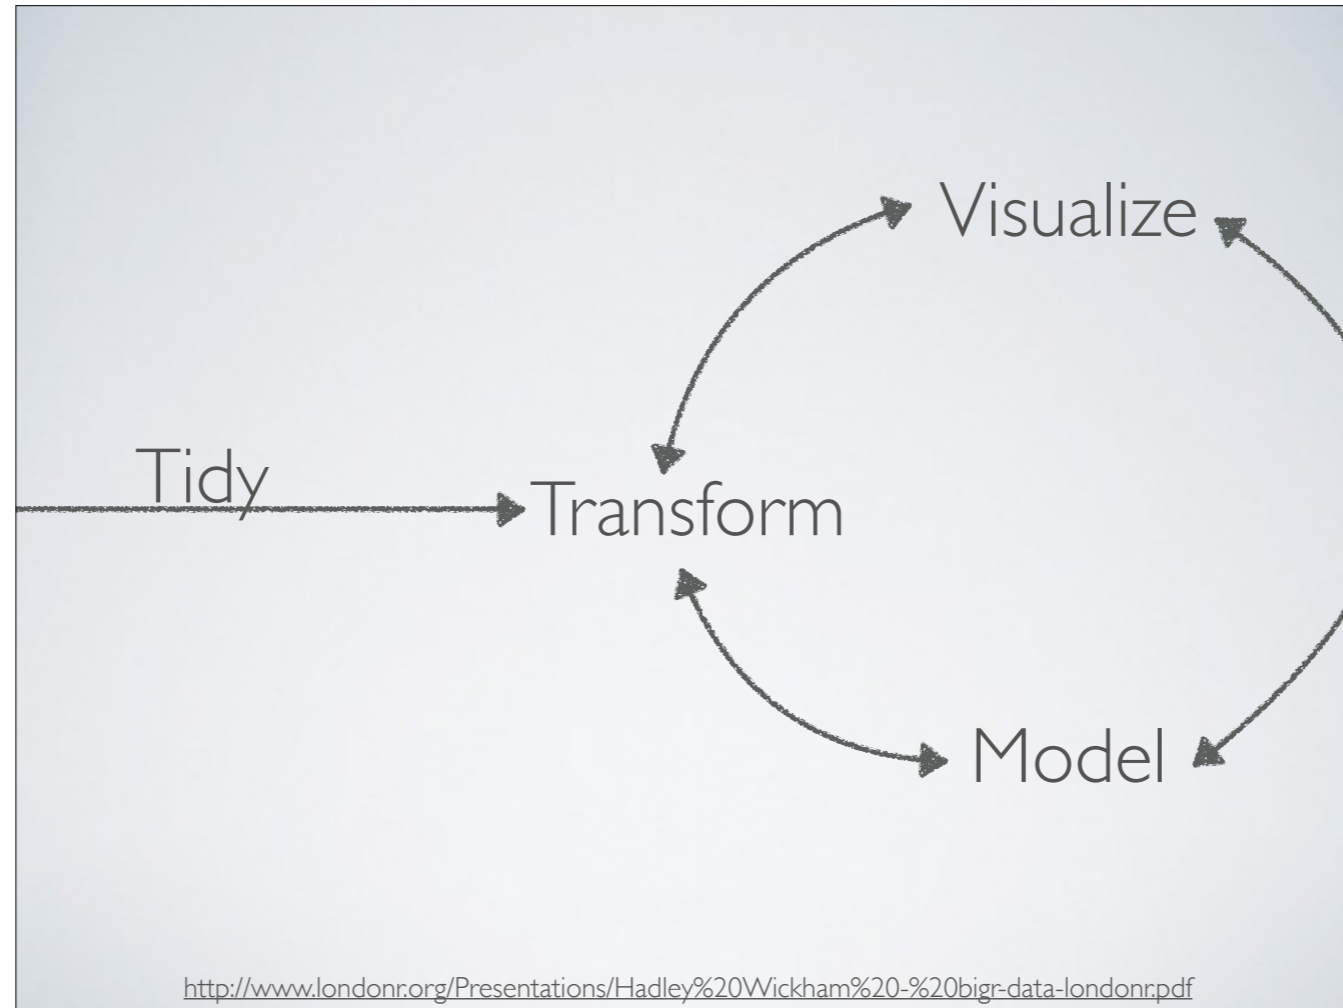 Visualize
Tidy
Transform
Model
http://www.londonr.org/Presentations/Hadley%20Wickham%20-%20bigr-data-londonr.pdf